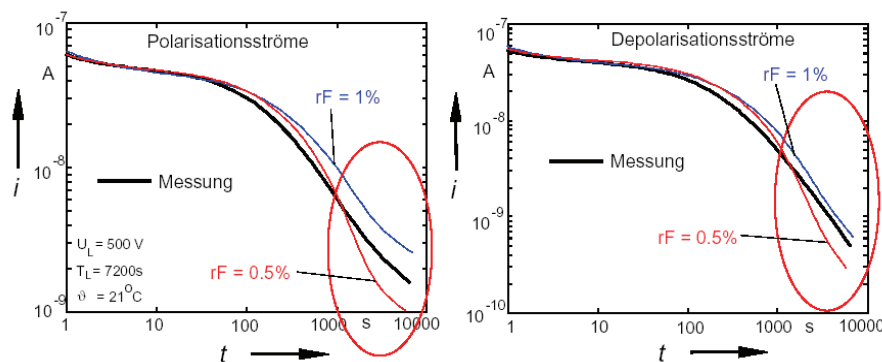 Polarisationsströme
10⁻⁷
A
i
10⁻⁸
10⁻⁹
rF = 1%
Messung
U_L = 500 V
T_L = 7200s
ϑ = 21°C
rF = 0.5%
1 10 100 1000 s 10000
t
Depolarisationsströme
10⁻⁷
A
i
10⁻⁸
10⁻⁹
10⁻¹⁰
rF = 1%
Messung
rF = 0.5%
1 10 100 1000 s 10000
t